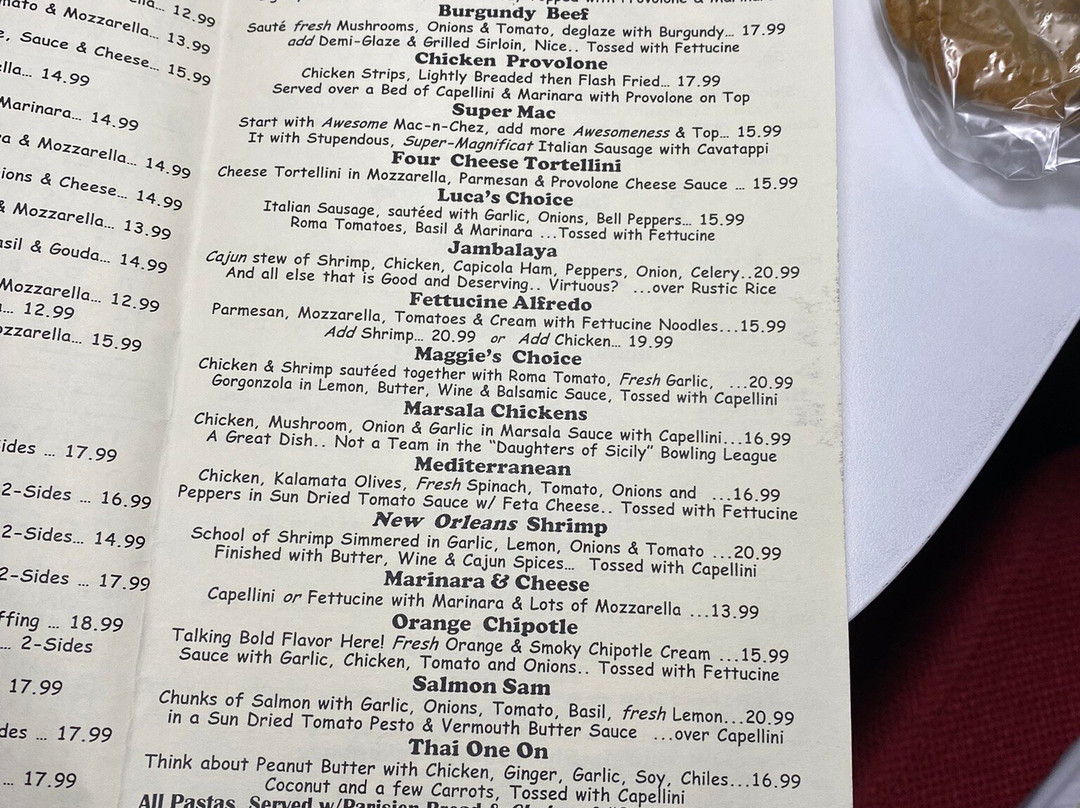 12.99
& Mozzarella... 13.99
Sauce & Cheese... 15.99
14.99
Marinara... 14.99
& Mozzarella... 14.99
& Cheese... 14.99
& Mozzarella... 13.99
& Gouda... 14.99
Mozzarella... 12.99
... 12.99
15.99
... 17.99
2-Sides ... 16.99
2-Sides... 14.99
2-Sides ... 17.99
... 18.99
... 2-Sides
17.99
... 17.99
... 17.99
Burgundy Beef
Sauté fresh Mushrooms, Onions & Tomato, deglaze with Burgundy... 17.99
add Demi-Glaze & Grilled Sirloin, Nice.. Tossed with Fettucine
Chicken Provolone
Chicken Strips, Lightly Breaded then Flash Fried... 17.99
Served over a Bed of Capellini & Marinara with Provolone on Top
Super Mac
Start with Awesome Mac-n-Chez, add more Awesomeness & Top... 15.99
It with Stupendous, Super-Magnificat Italian Sausage with Cavatappi
Four Cheese Tortellini
Cheese Tortellini in Mozzarella, Parmesan & Provolone Cheese Sauce ... 15.99
Luca's Choice
Italian Sausage, sautéed with Garlic, Onions, Bell Peppers... 15.99
Roma Tomatoes, Basil & Marinara ...Tossed with Fettucine
Jambalaya
Cajun stew of Shrimp, Chicken, Capicola Ham, Peppers, Onion, Celery..20.99
And all else that is Good and Deserving.. Virtuous? ...over Rustic Rice
Fettucine Alfredo
Parmesan, Mozzarella, Tomatoes & Cream with Fettucine Noodles...15.99
Add Shrimp... 20.99 or Add Chicken... 19.99
Maggie's Choice
Chicken & Shrimp sautéed together with Roma Tomato, Fresh Garlic, ...20.99
Gorgonzola in Lemon, Butter, Wine & Balsamic Sauce, Tossed with Capellini
Marsala Chickens
Chicken, Mushroom, Onion & Garlic in Marsala Sauce with Capellini...16.99
A Great Dish.. Not a Team in the "Daughters of Sicily" Bowling League
Mediterranean
Chicken, Kalamata Olives, Fresh Spinach, Tomato, Onions and ...16.99
Peppers in Sun Dried Tomato Sauce w/ Feta Cheese.. Tossed with Fettucine
New Orleans Shrimp
School of Shrimp Simmered in Garlic, Lemon, Onions & Tomato ...20.99
Finished with Butter, Wine & Cajun Spices... Tossed with Capellini
Marinara & Cheese
Capellini or Fettucine with Marinara & Lots of Mozzarella ...13.99
Orange Chipotle
Talking Bold Flavor Here! Fresh Orange & Smoky Chipotle Cream ...15.99
Sauce with Garlic, Chicken, Tomato and Onions.. Tossed with Fettucine
Salmon Sam
Chunks of Salmon with Garlic, Onions, Tomato, Basil, fresh Lemon...20.99
in a Sun Dried Tomato Pesto & Vermouth Butter Sauce ...over Capellini
Thai One On
Think about Peanut Butter with Chicken, Ginger, Garlic, Soy, Chiles...16.99
Coconut and a few Carrots, Tossed with Capellini
All Pastas Served w/Parisian Bread &